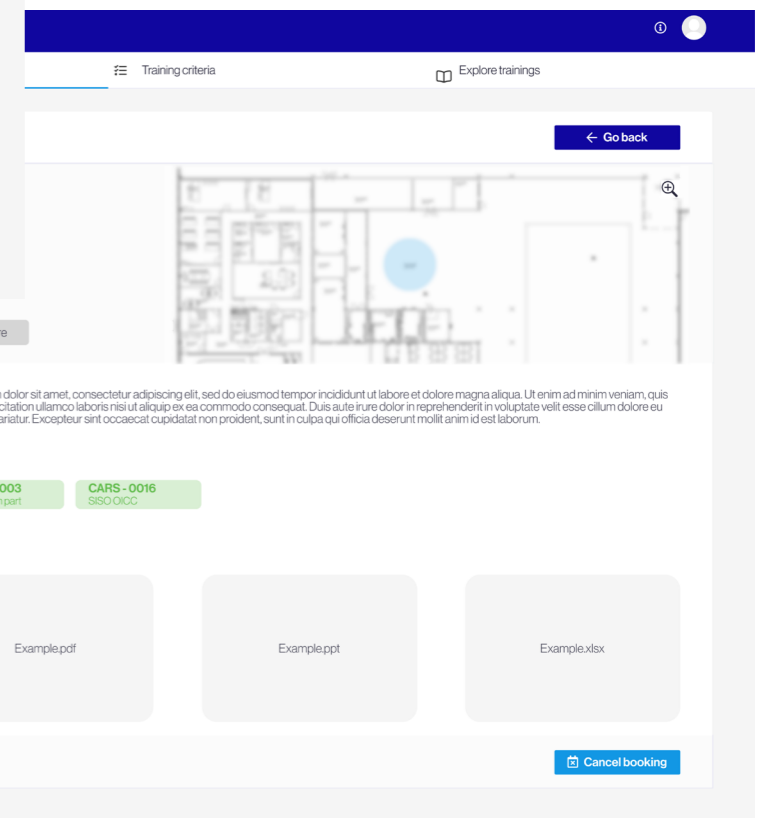 Training criteria
Explore trainings
← Go back
re
dolor sit amet, consectetur adipiscing elit, sed do eiusmod tempor incididunt ut labore et dolore magna aliqua. Ut enim ad minim veniam, quis
citation ullamco laboris nisi ut aliquip ex ea commodo consequat. Duis aute irure dolor in reprehenderit in voluptate velit esse cillum dolore eu
ariatur. Excepteur sint occaecat cupidatat non proident, sunt in culpa qui officia deserunt mollit anim id est laborum.
003
part
CARS - 0016
SISO OICC
Example.pdf
Example.ppt
Example.xlsx
Cancel booking